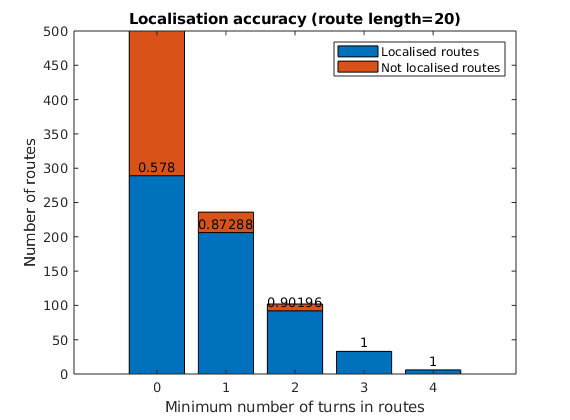 Localisation accuracy (route length=20)
Localised routes
Not localised routes
Number of routes
500
450
400
350
300
250
200
150
100
50
0
0.578
0.87288
0.90196
1
1
0 1 2 3 4
Minimum number of turns in routes